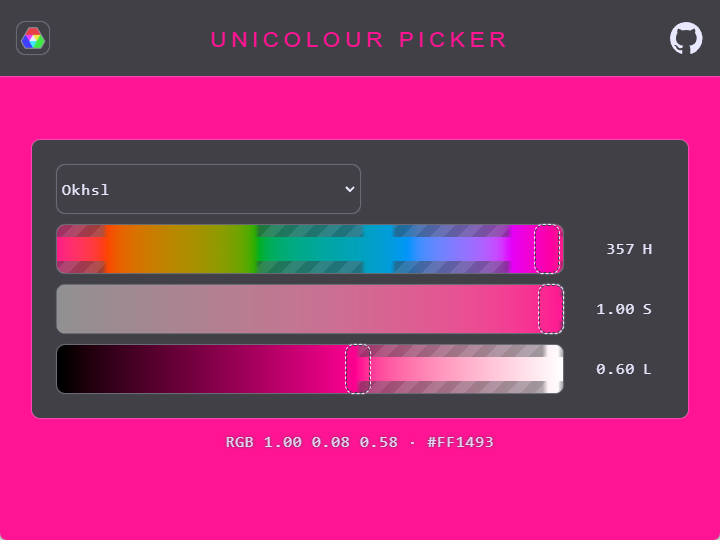 UNICOLOUR PICKER
Okhsl
357 H
1.00 S
0.60 L
RGB 1.00 0.08 0.58 · #FF1493